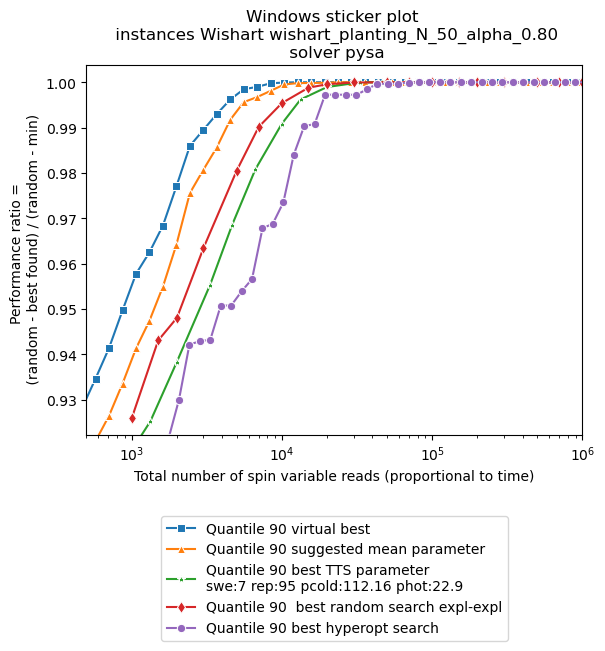 Windows sticker plot
instances Wishart wishart_planting_N_50_alpha_0.80
solver pysa
Performance ratio =
(random - best found) / (random - min)
1.00
0.99
0.98
0.97
0.96
0.95
0.94
0.93
10³
10⁴
10⁵
10⁶
Total number of spin variable reads (proportional to time)
Quantile 90 virtual best
Quantile 90 suggested mean parameter
Quantile 90 best TTS parameter
swe:7 rep:95 pcold:112.16 phot:22.9
Quantile 90  best random search expl-expl
Quantile 90 best hyperopt search